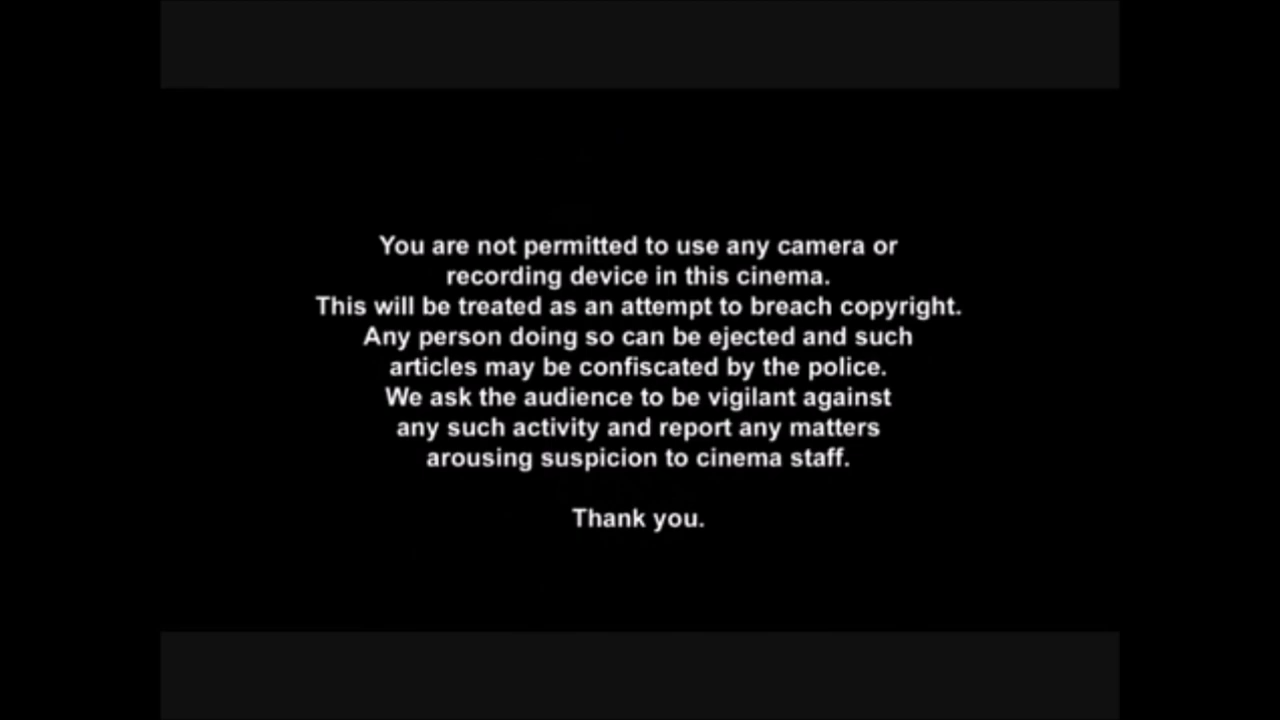 You are not permitted to use any camera or
recording device in this cinema.
This will be treated as an attempt to breach copyright.
Any person doing so can be ejected and such
articles may be confiscated by the police.
We ask the audience to be vigilant against
any such activity and report any matters
arousing suspicion to cinema staff.
Thank you.